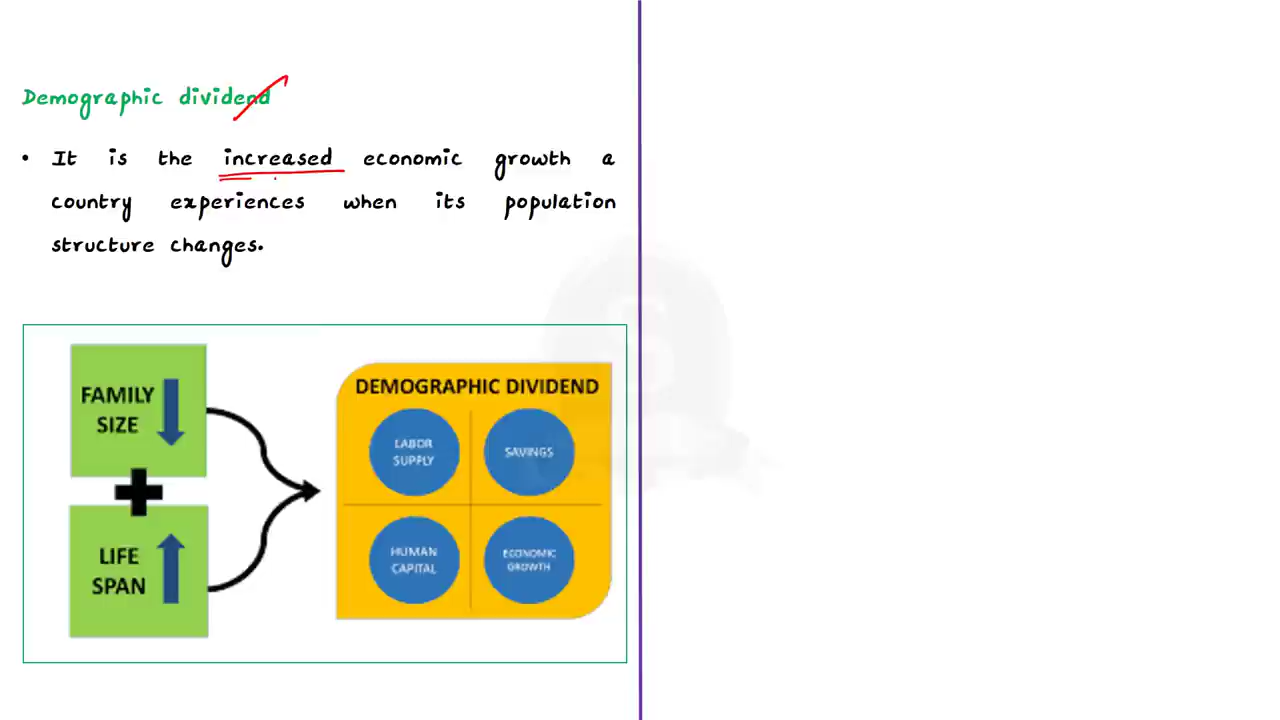 Demographic dividend
• It is the increased economic growth a
country experiences when its population
structure changes.
FAMILY
SIZE
LIFE
SPAN
DEMOGRAPHIC DIVIDEND
LABOR
SUPPLY
SAVINGS
HUMAN
CAPITAL
ECONOMIC
GROWTH